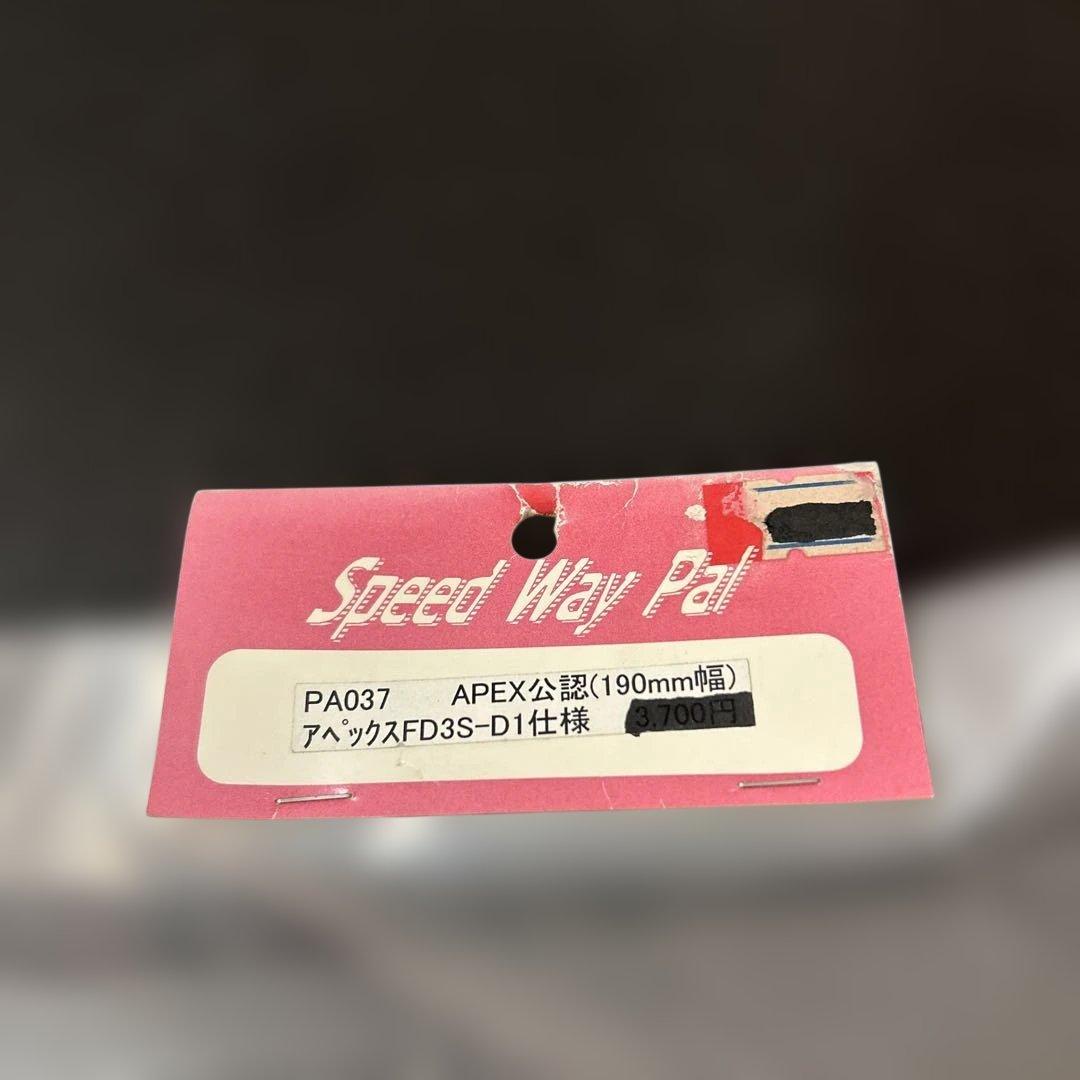 Speed Way Pal
PA037 APEX公認(190mm幅)
アペックスFD3S-D1仕様 3,700円